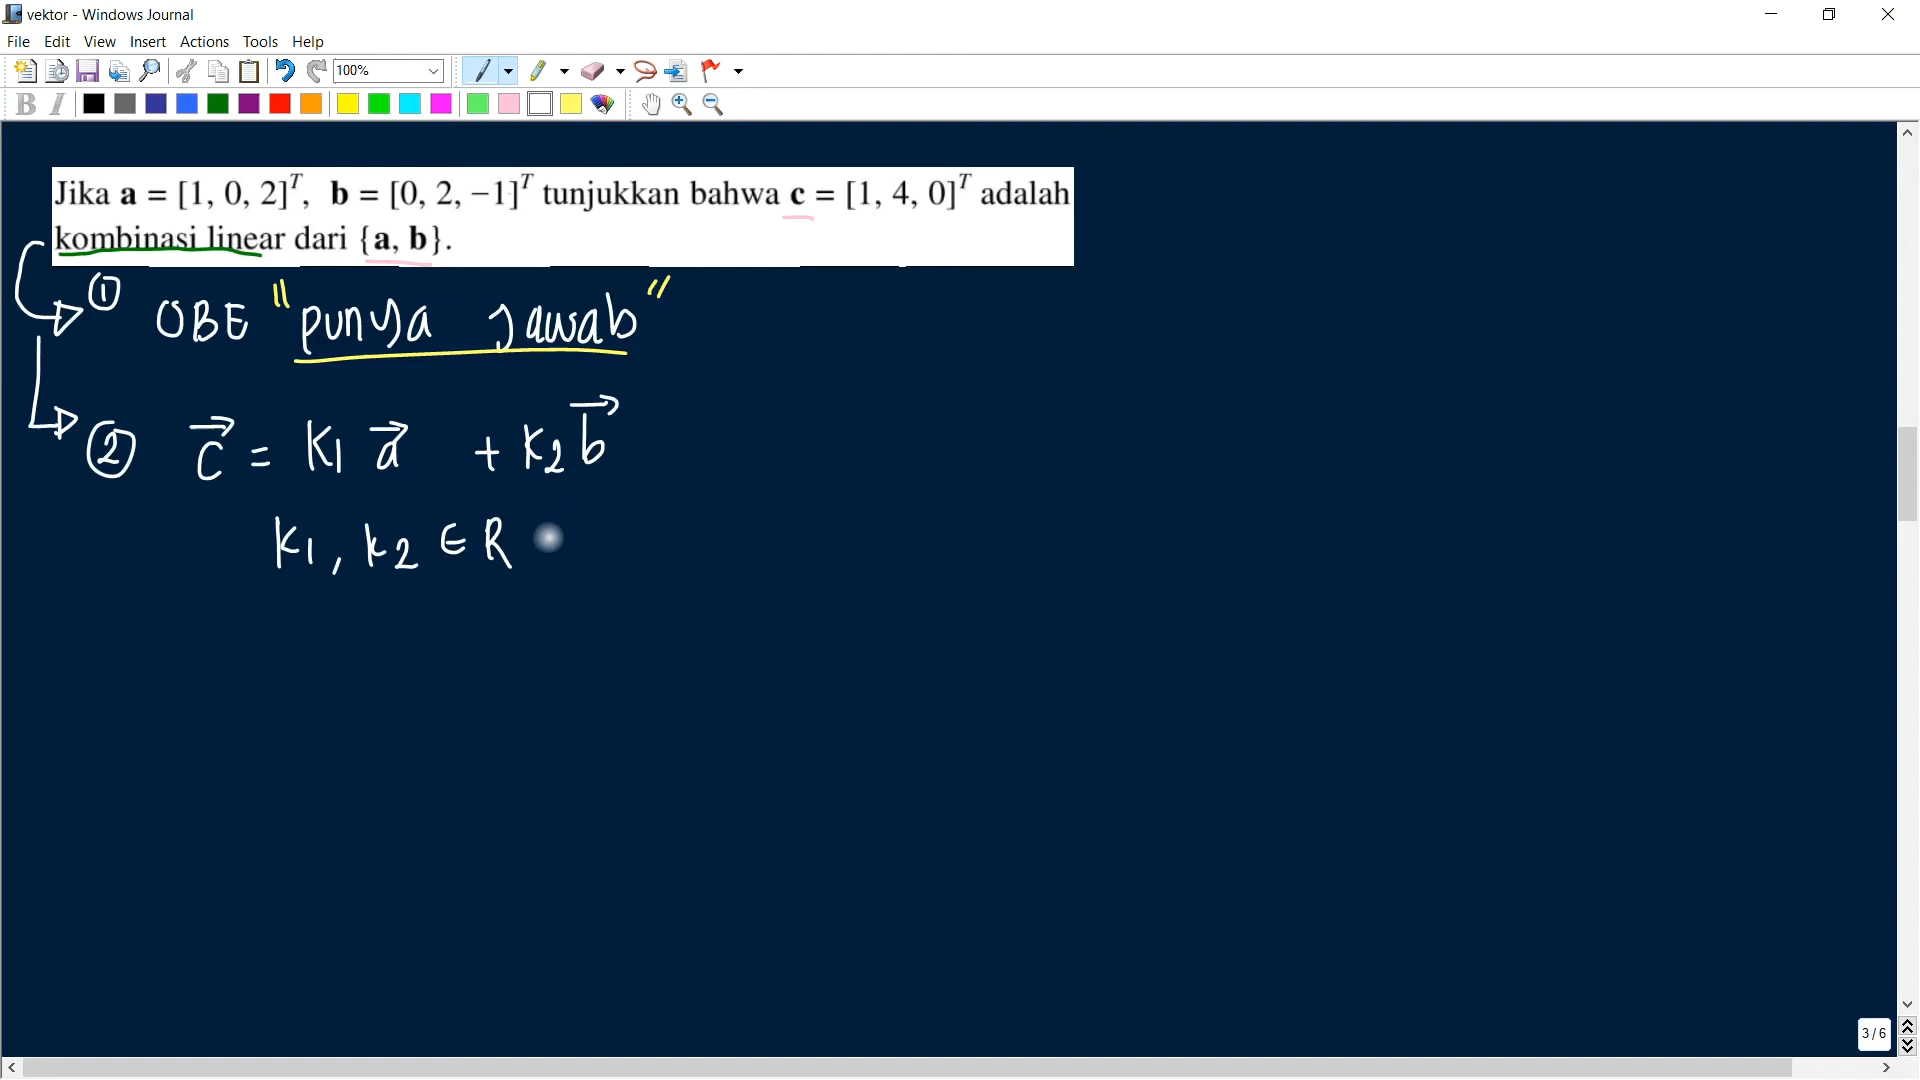 vektor - Windows Journal
File Edit View Insert Actions Tools Help
100%
B I
Jika a = [1, 0, 2]ᵀ, b = [0, 2, −1]ᵀ tunjukkan bahwa c = [1, 4, 0]ᵀ adalah
kombinasi linear dari {a, b}.
① OBE "punya jawab"
② c⃗ = k₁ a⃗ + k₂ b⃗
k₁, k₂ ∈ R
3 / 6